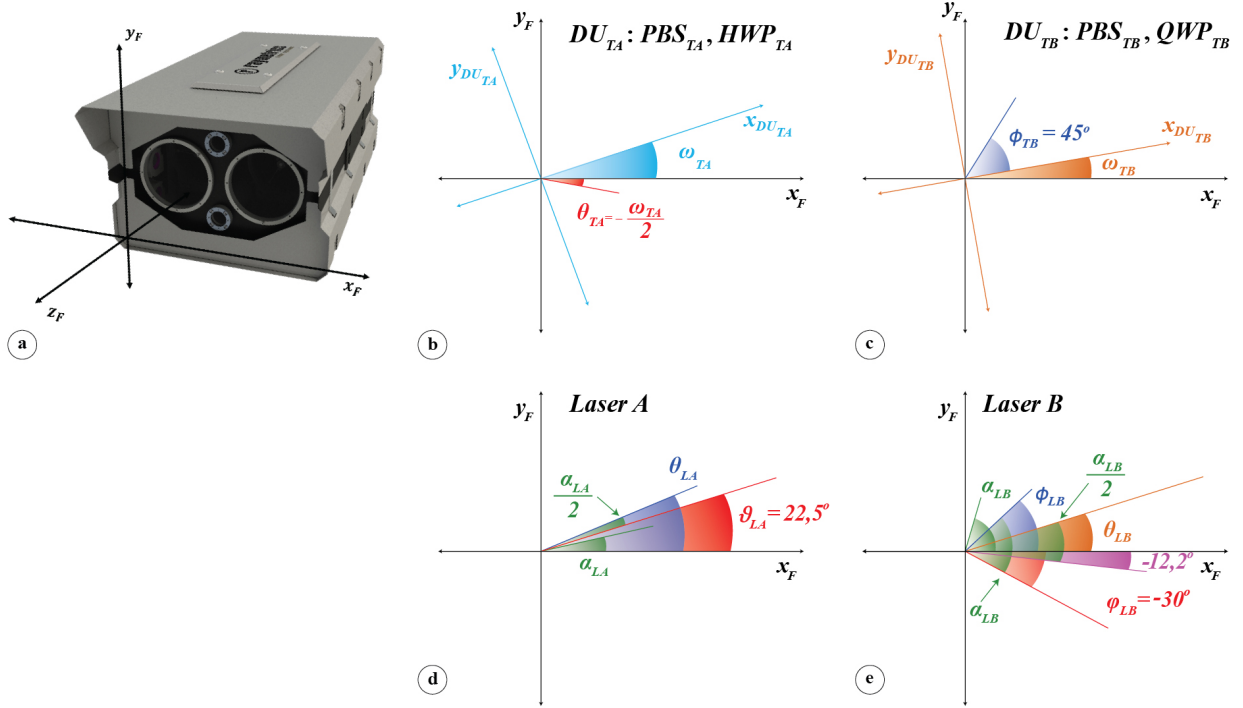 y_F
x_F
z_F
a
y_F
DU_TA : PBS_TA , HWP_TA
y_DU_TA
x_DU_TA
ω_TA
x_F
θ_TA = - ω_TA / 2
b
y_F
DU_TB : PBS_TB , QWP_TB
y_DU_TB
ϕ_TB = 45°
x_DU_TB
ω_TB
x_F
c
y_F
Laser A
θ_LA
α_LA / 2
ϑ_LA = 22,5°
α_LA
x_F
d
y_F
Laser B
α_LB / 2
α_LB
ϕ_LB
θ_LB
x_F
-12,2°
φ_LB = -30°
α_LB
e